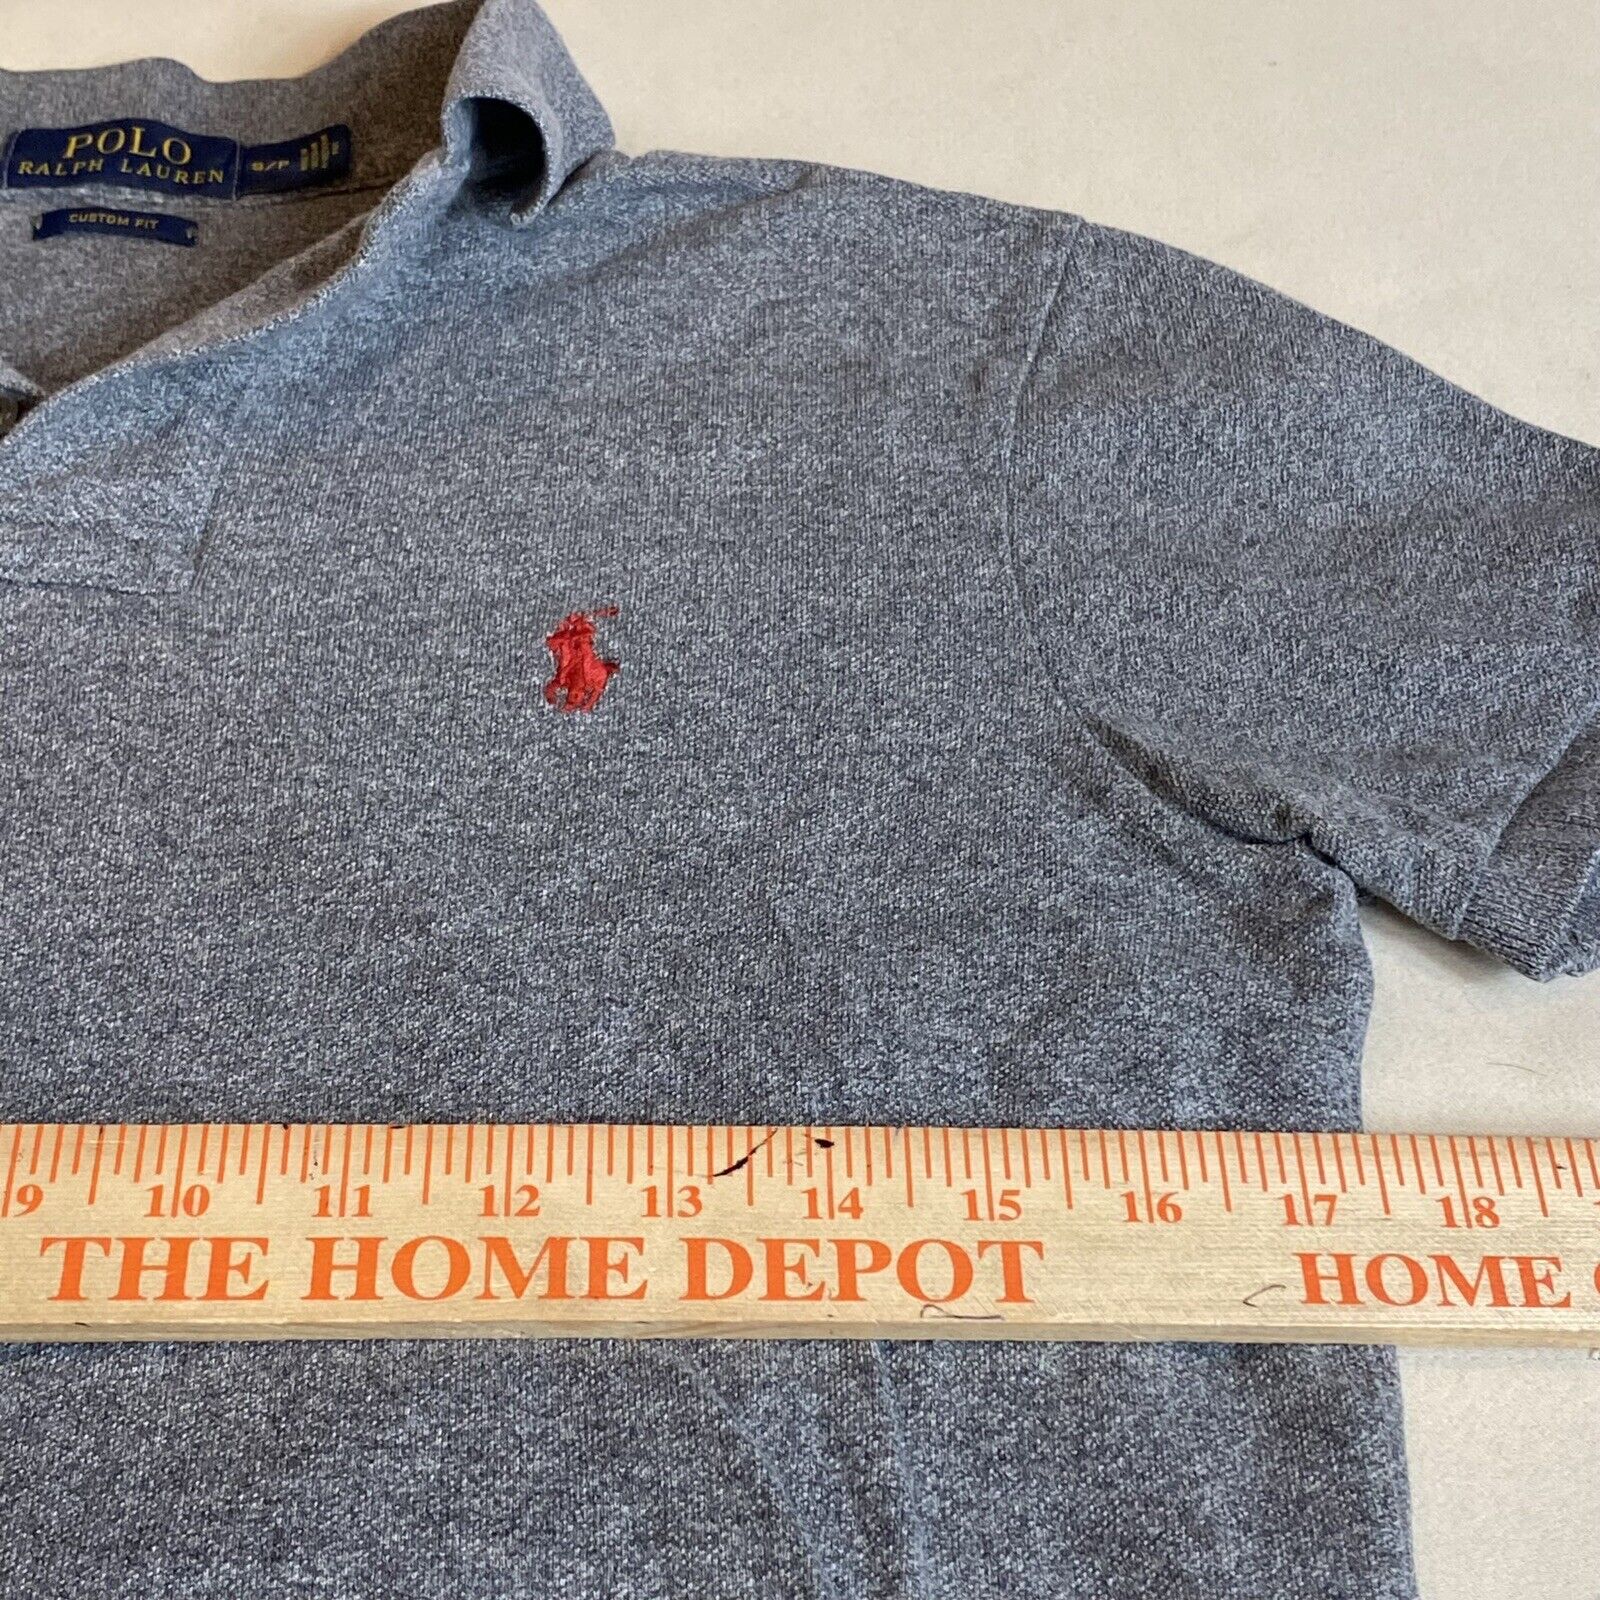 POLO
RALPH LAUREN
S/P
CUSTOM FIT
9 10 11 12 13 14 15 16 17 18
THE HOME DEPOT HOME